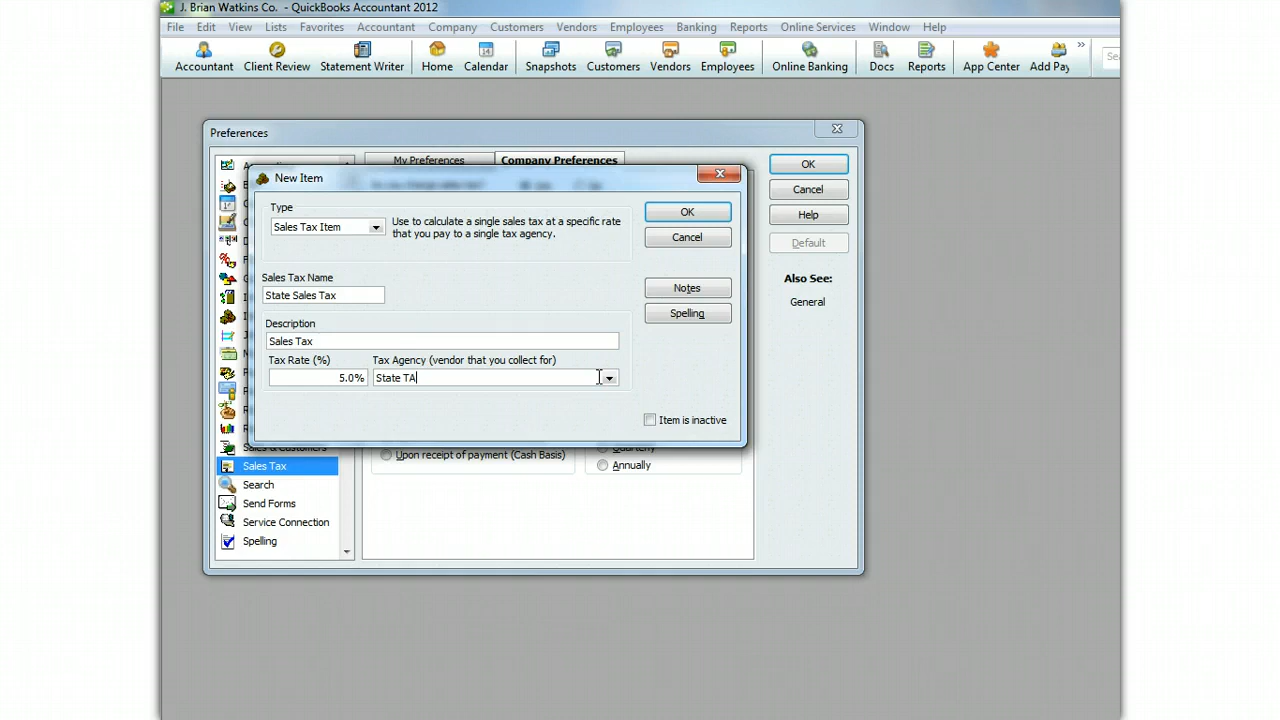 J. Brian Watkins Co. - QuickBooks Accountant 2012
File Edit View Lists Favorites Accountant Company Customers Vendors Employees Banking Reports Online Services Window Help
Accountant Client Review Statement Writer Home Calendar Snapshots Customers Vendors Employees Online Banking Docs Reports App Center Add Pay »
Preferences
My Preferences Company Preferences
OK
Cancel
Help
Default
Also See:
General
New Item
Type
Sales Tax Item
Use to calculate a single sales tax at a specific rate
that you pay to a single tax agency.
OK
Cancel
Notes
Spelling
Sales Tax Name
State Sales Tax
Description
Sales Tax
Tax Rate (%) Tax Agency (vendor that you collect for)
5.0% State TA
Item is inactive
Sales & Customers
Sales Tax
Search
Send Forms
Service Connection
Spelling
Upon receipt of payment (Cash Basis)
Quarterly
Annually